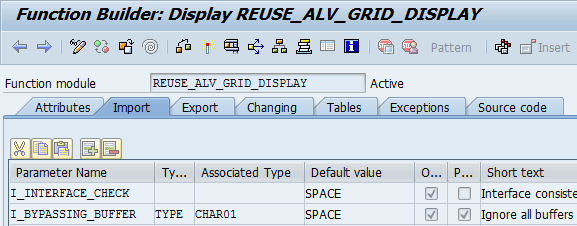 Function Builder: Display REUSE_ALV_GRID_DISPLAY
Pattern Insert
Function module REUSE_ALV_GRID_DISPLAY Active
Attributes Import Export Changing Tables Exceptions Source code
Parameter Name Ty... Associated Type Default value O... P... Short text
I_INTERFACE_CHECK SPACE Interface consiste
I_BYPASSING_BUFFER TYPE CHAR01 SPACE Ignore all buffers